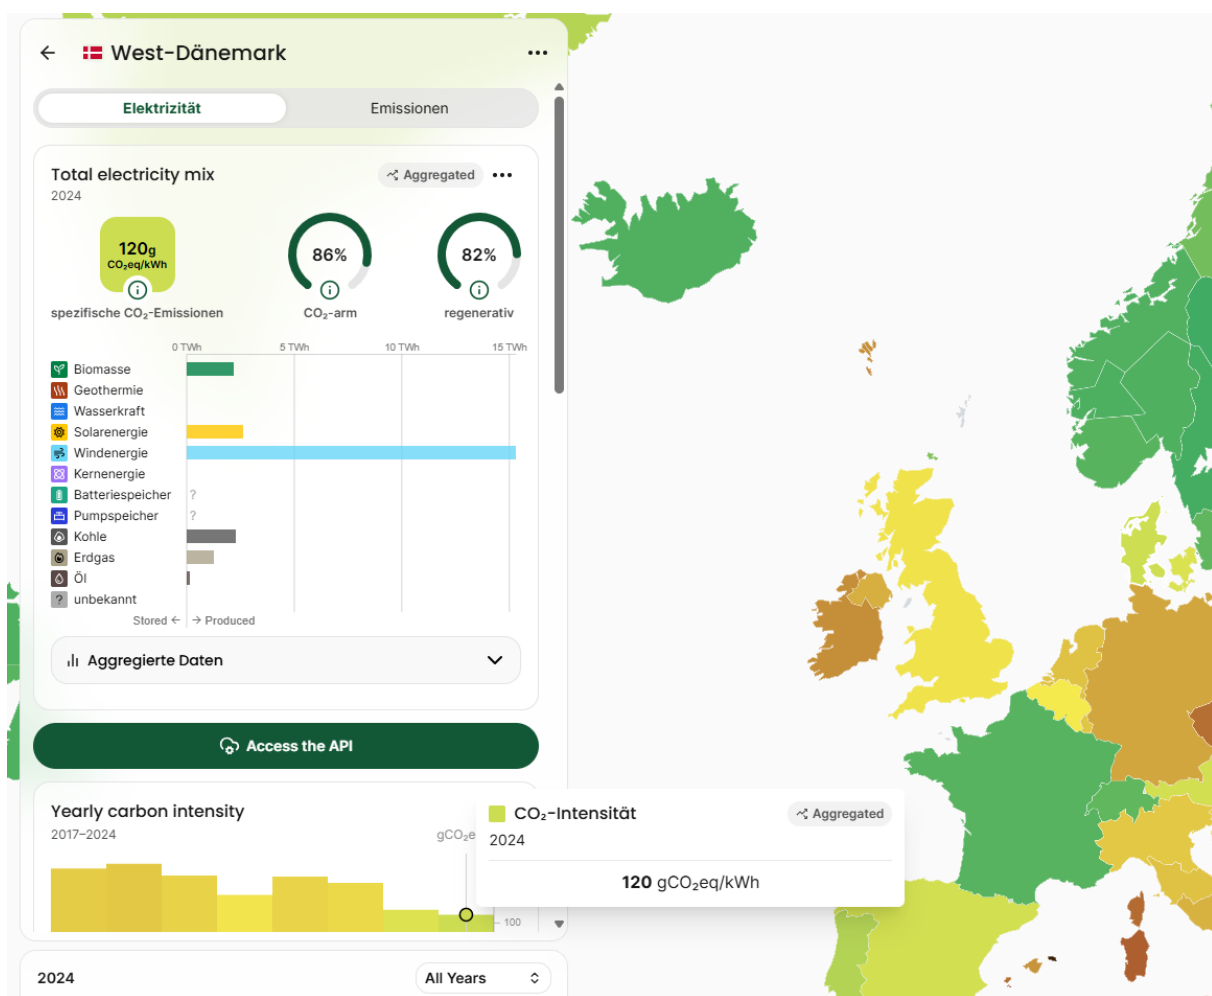 West-Dänemark
Elektrizität
Emissionen
Total electricity mix
Aggregated
2024
120g
CO₂eq/kWh
86%
82%
spezifische CO₂-Emissionen
CO₂-arm
regenerativ
0 TWh 5 TWh 10 TWh 15 TWh
Biomasse
Geothermie
Wasserkraft
Solarenergie
Windenergie
Kernenergie
Batteriespeicher ?
Pumpspeicher ?
Kohle
Erdgas
Öl
? unbekannt
Stored ← → Produced
Aggregierte Daten
Access the API
Yearly carbon intensity
2017–2024
gCO₂e
100
CO₂-Intensität
Aggregated
2024
120 gCO₂eq/kWh
2024
All Years